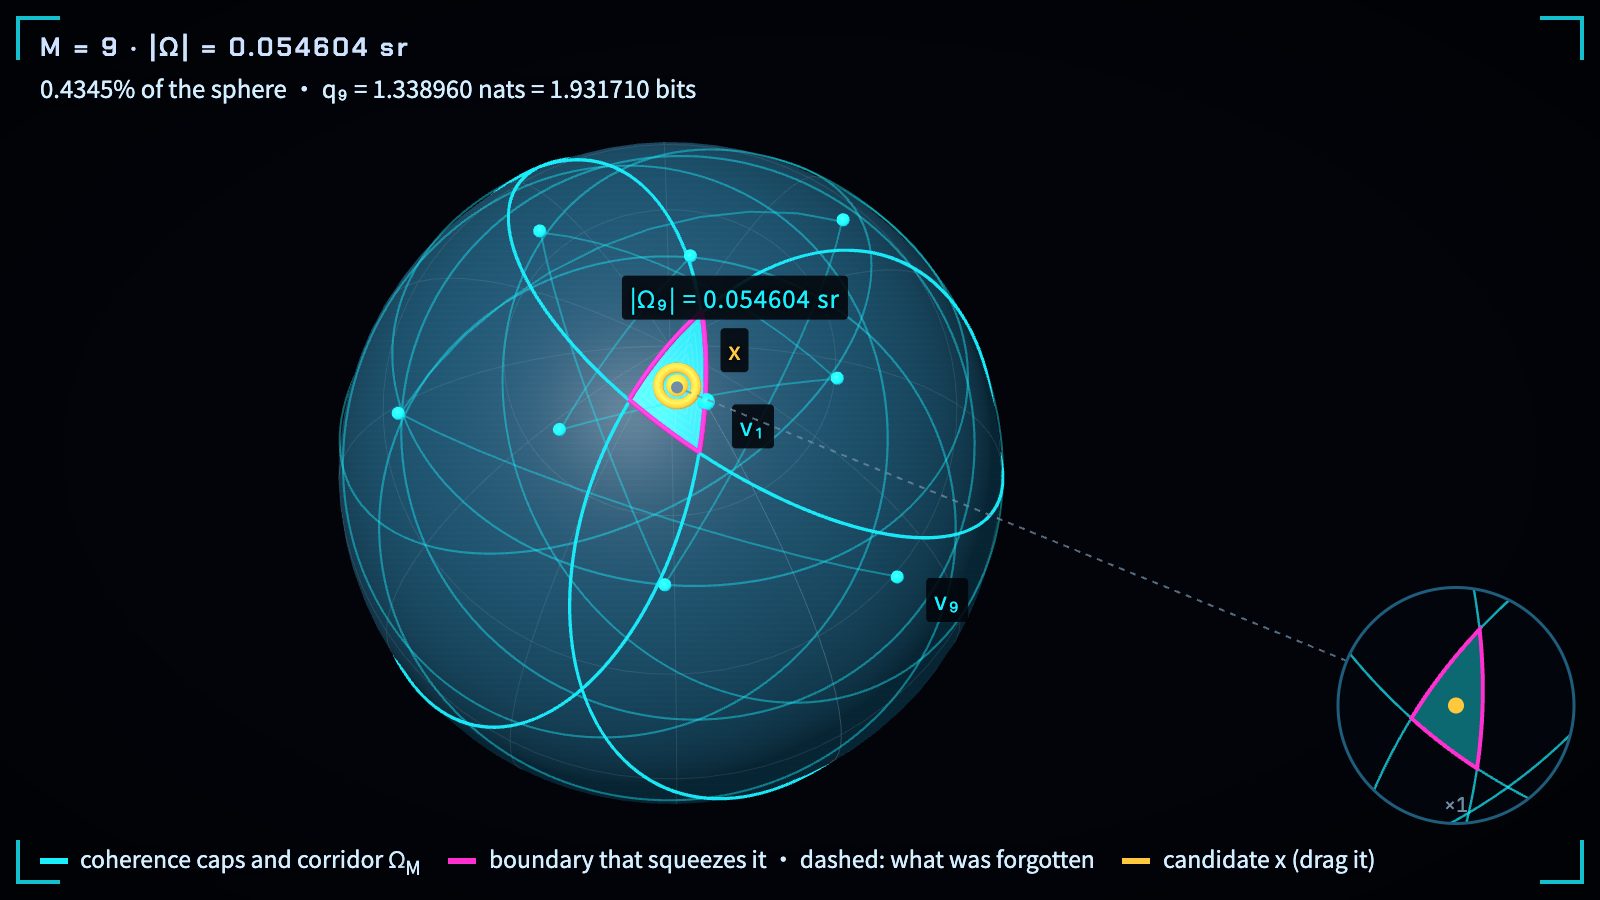 M = 9 · |Ω| = 0.054604 sr
0.4345% of the sphere • q₉ = 1.338960 nats = 1.931710 bits
|Ω₉| = 0.054604 sr
x
v₁
v₉
×1
coherence caps and corridor Ω_M
boundary that squeezes it • dashed: what was forgotten
candidate x (drag it)